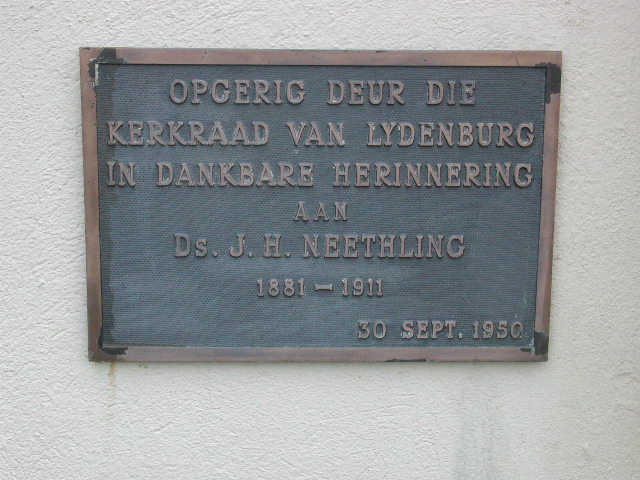 OPGERIG DEUR DIE
KERKRAAD VAN LYDENBURG
IN DANKBARE HERINNERING
AAN
Ds. J. H. NEETHLING
1881 – 1911
30 SEPT. 1950